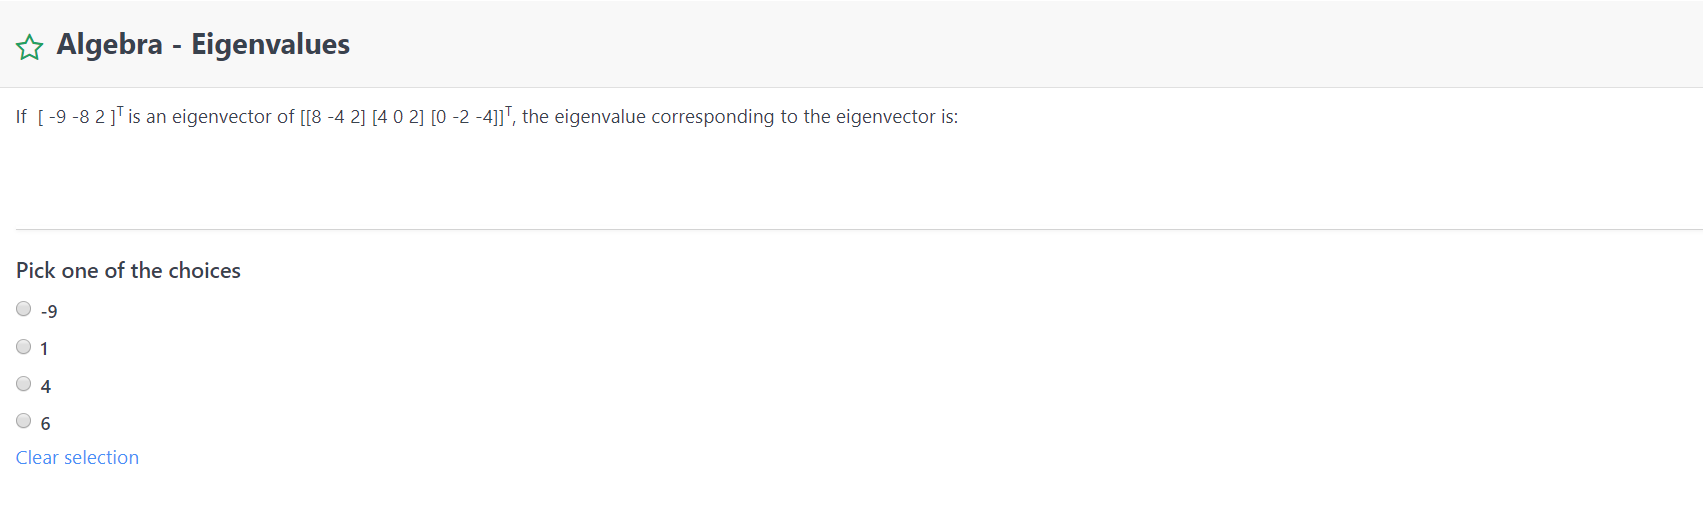 Algebra - Eigenvalues
If [ -9 -8 2 ]ᵀ is an eigenvector of [[8 -4 2] [4 0 2] [0 -2 -4]]ᵀ, the eigenvalue corresponding to the eigenvector is:
Pick one of the choices
-9
1
4
6
Clear selection